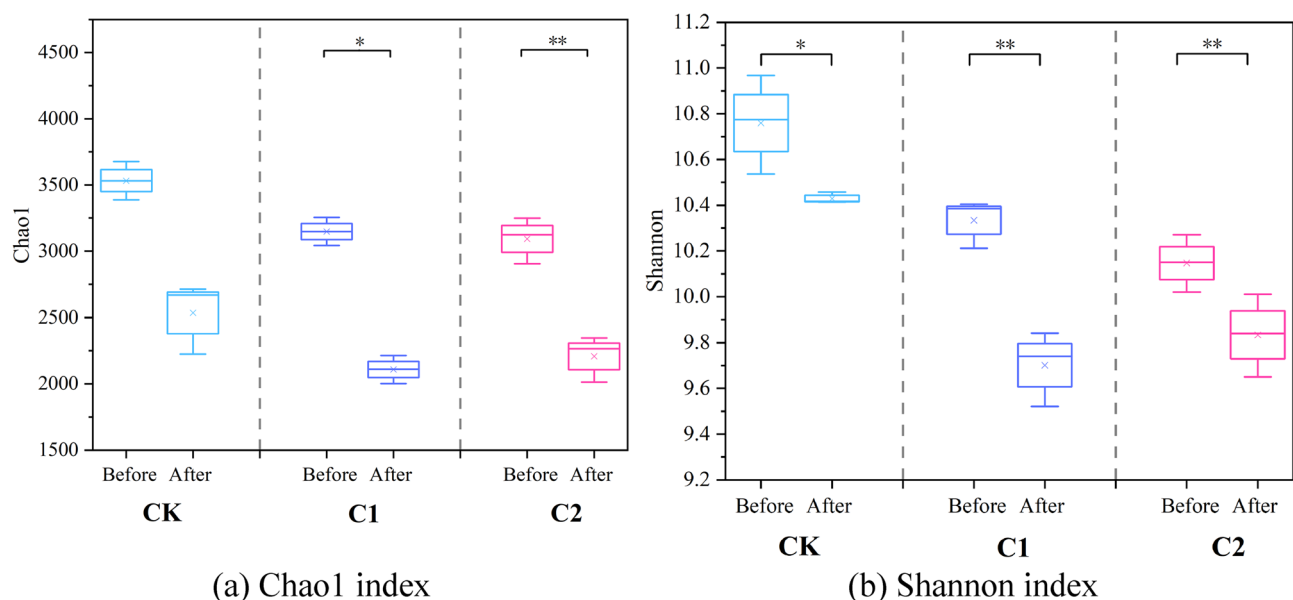 4500
4000
3500
3000
2500
2000
1500
Chao1
*
**
Before After
Before After
Before After
CK
C1
C2
(a) Chao1 index
11.2
11.0
10.8
10.6
10.4
10.2
10.0
9.8
9.6
9.4
9.2
Shannon
*
**
**
Before After
Before After
Before After
CK
C1
C2
(b) Shannon index